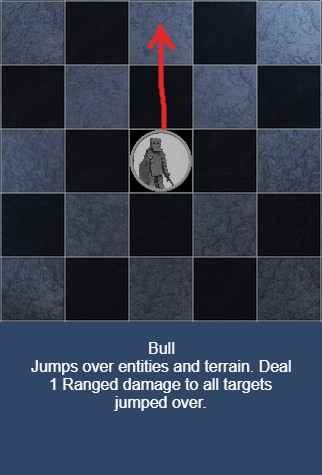 Bull
Jumps over entities and terrain. Deal
1 Ranged damage to all targets
jumped over.